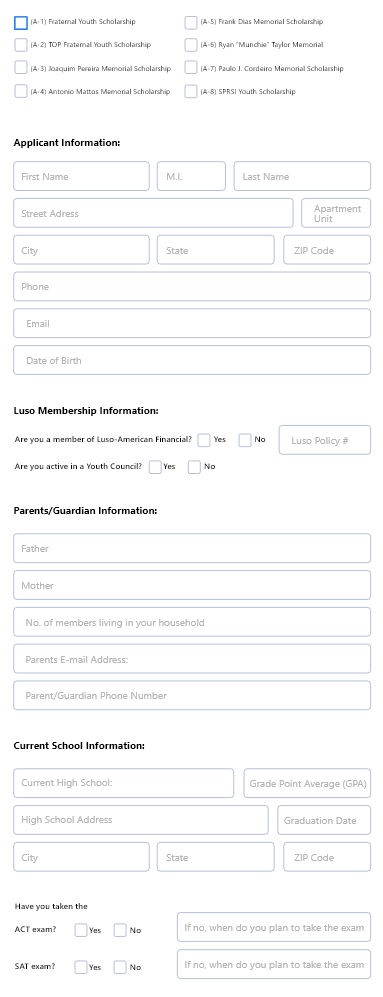 (A-1) Fraternal Youth Scholarship (A-5) Frank Dias Memorial Scholarship
(A-2) TOP Fraternal Youth Scholarship (A-6) Ryan "Munchie" Taylor Memorial
(A-3) Joaquim Pereira Memorial Scholarship (A-7) Paulo J. Cordeiro Memorial Scholarship
(A-4) Antonio Mattos Memorial Scholarship (A-8) SPRSI Youth Scholarship
Applicant Information:
First Name M.I. Last Name
Street Adress Apartment
Unit
City State ZIP Code
Phone
Email
Date of Birth
Luso Membership Information:
Are you a member of Luso-American Financial? Yes No Luso Policy #
Are you active in a Youth Council? Yes No
Parents/Guardian Information:
Father
Mother
No. of members living in your household
Parents E-mail Address:
Parent/Guardian Phone Number
Current School Information:
Current High School: Grade Point Average (GPA)
High School Address Graduation Date
City State ZIP Code
Have you taken the
ACT exam? Yes No If no, when do you plan to take the exam
SAT exam? Yes No If no, when do you plan to take the exam